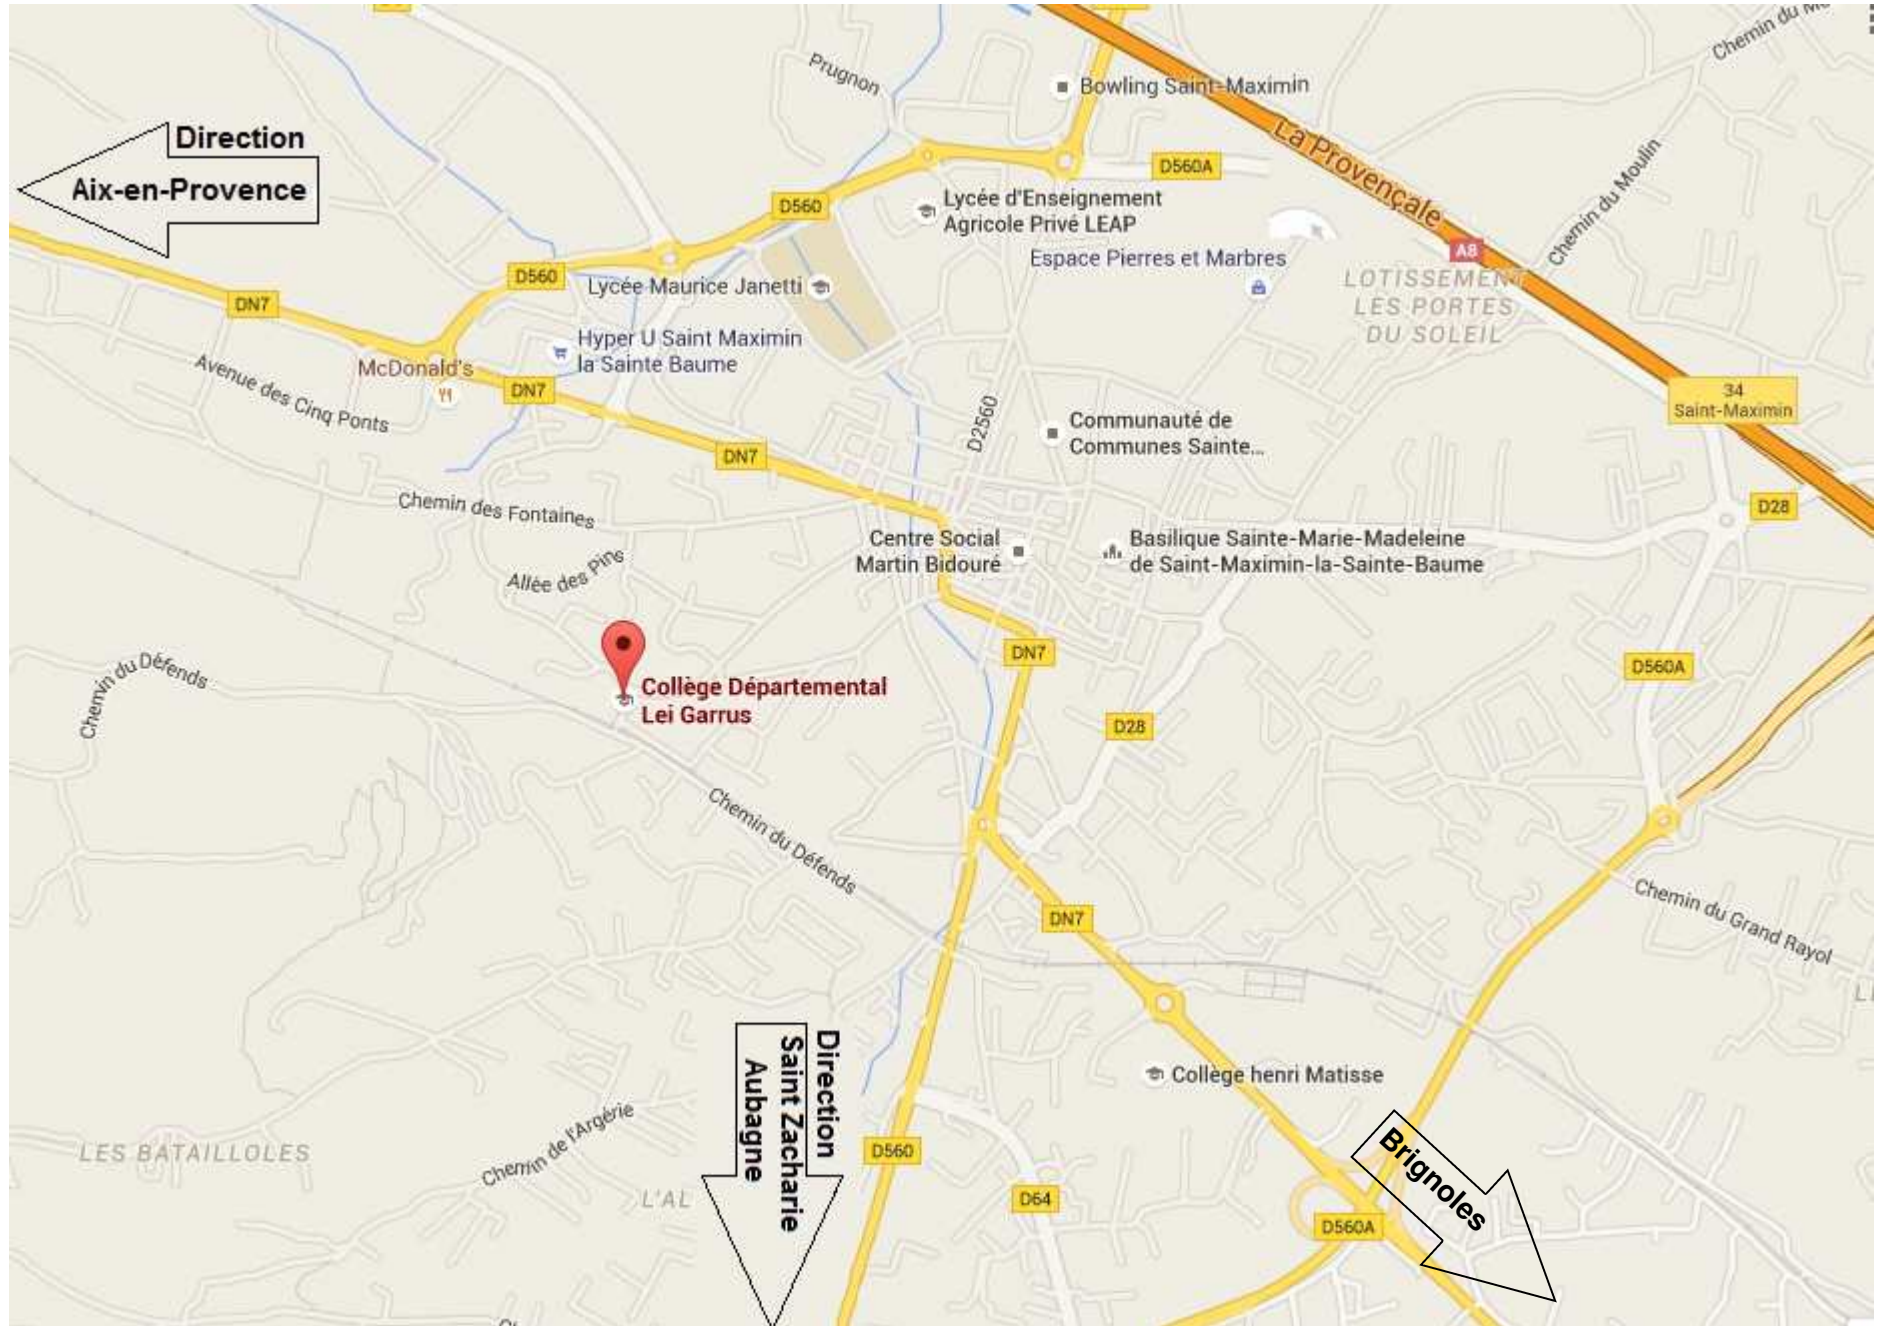 Chemin du Mo
Prugnon
Bowling Saint-Maximin
Direction
Aix-en-Provence
La Provençale
D560A
Chemin du Moulin
D560
Lycée d'Enseignement
Agricole Privé LEAP
A8
Espace Pierres et Marbres
D560
Lycée Maurice Janetti
LOTISSEMENT
LES PORTES
DU SOLEIL
DN7
Hyper U Saint Maximin
la Sainte Baume
McDonald's
Avenue des Cinq Ponts
DN7
34
Saint-Maximin
D2560
Communauté de
Communes Sainte...
DN7
Chemin des Fontaines
D28
Centre Social
Martin Bidouré
Basilique Sainte-Marie-Madeleine
de Saint-Maximin-la-Sainte-Baume
Allée des Pins
DN7
D560A
Chemin du Défends
Collège Départemental
Lei Garrus
D28
Chemin du Défends
DN7
Chemin du Grand Rayol
Direction
Saint Zacharie
Aubagne
Collège henri Matisse
Chemin de l'Argérie
LES BATAILLOLES
D560
Brignoles
L'AL
D64
D560A